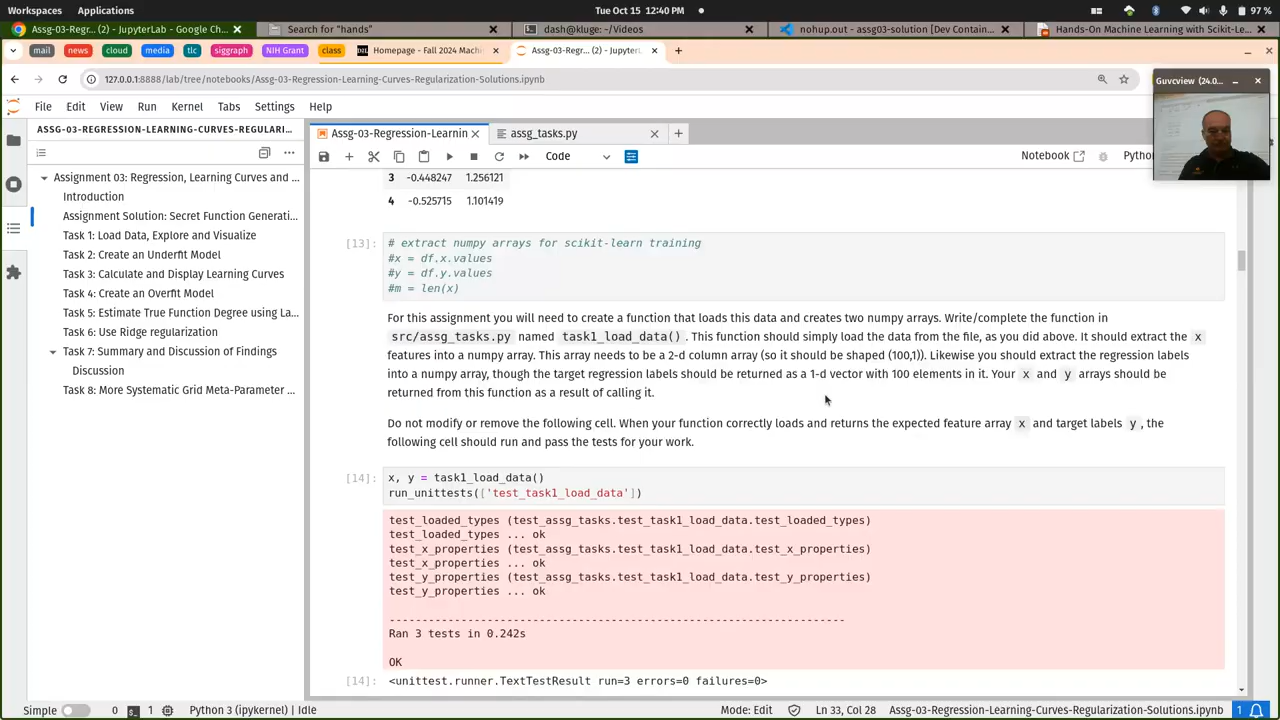 Workspaces Applications Tue Oct 15 12:40 PM 97 %
Assg-03-Regr... (2) - JupyterLab - Google Ch... Search for "hands" dash@kluge: ~/Videos nohup.out - assg03-solution [Dev Contain... Hands-On Machine Learning with Scikit-Le...
mail news cloud media tlc siggraph NIH Grant class Homepage - Fall 2024 Machi Assg-03-Regr... (2) - JupyterL
127.0.0.1:8888/lab/tree/notebooks/Assg-03-Regression-Learning-Curves-Regularization-Solutions.ipynb
Guvcview (24.0...
File Edit View Run Kernel Tabs Settings Help
ASSG-03-REGRESSION-LEARNING-CURVES-REGULARI...
Assg-03-Regression-Learnin assg_tasks.py
Code Notebook Python
Assignment 03: Regression, Learning Curves and ...
Introduction
Assignment Solution: Secret Function Generati...
Task 1: Load Data, Explore and Visualize
Task 2: Create an Underfit Model
Task 3: Calculate and Display Learning Curves
Task 4: Create an Overfit Model
Task 5: Estimate True Function Degree using La...
Task 6: Use Ridge regularization
Task 7: Summary and Discussion of Findings
Discussion
Task 8: More Systematic Grid Meta-Parameter ...
3 -0.448247 1.256121
4 -0.525715 1.101419
[13]: # extract numpy arrays for scikit-learn training
#x = df.x.values
#y = df.y.values
#m = len(x)
For this assignment you will need to create a function that loads this data and creates two numpy arrays. Write/complete the function in
src/assg_tasks.py named task1_load_data() . This function should simply load the data from the file, as you did above. It should extract the x
features into a numpy array. This array needs to be a 2-d column array (so it should be shaped (100,1)). Likewise you should extract the regression labels
into a numpy array, though the target regression labels should be returned as a 1-d vector with 100 elements in it. Your x and y arrays should be
returned from this function as a result of calling it.
Do not modify or remove the following cell. When your function correctly loads and returns the expected feature array x and target labels y , the
following cell should run and pass the tests for your work.
[14]: x, y = task1_load_data()
run_unittests(['test_task1_load_data'])
test_loaded_types (test_assg_tasks.test_task1_load_data.test_loaded_types)
test_loaded_types ... ok
test_x_properties (test_assg_tasks.test_task1_load_data.test_x_properties)
test_x_properties ... ok
test_y_properties (test_assg_tasks.test_task1_load_data.test_y_properties)
test_y_properties ... ok
----------------------------------------------------------------------
Ran 3 tests in 0.242s
OK
[14]: <unittest.runner.TextTestResult run=3 errors=0 failures=0>
Simple 0 1 Python 3 (ipykernel) | Idle Mode: Edit Ln 33, Col 28 Assg-03-Regression-Learning-Curves-Regularization-Solutions.ipynb 1